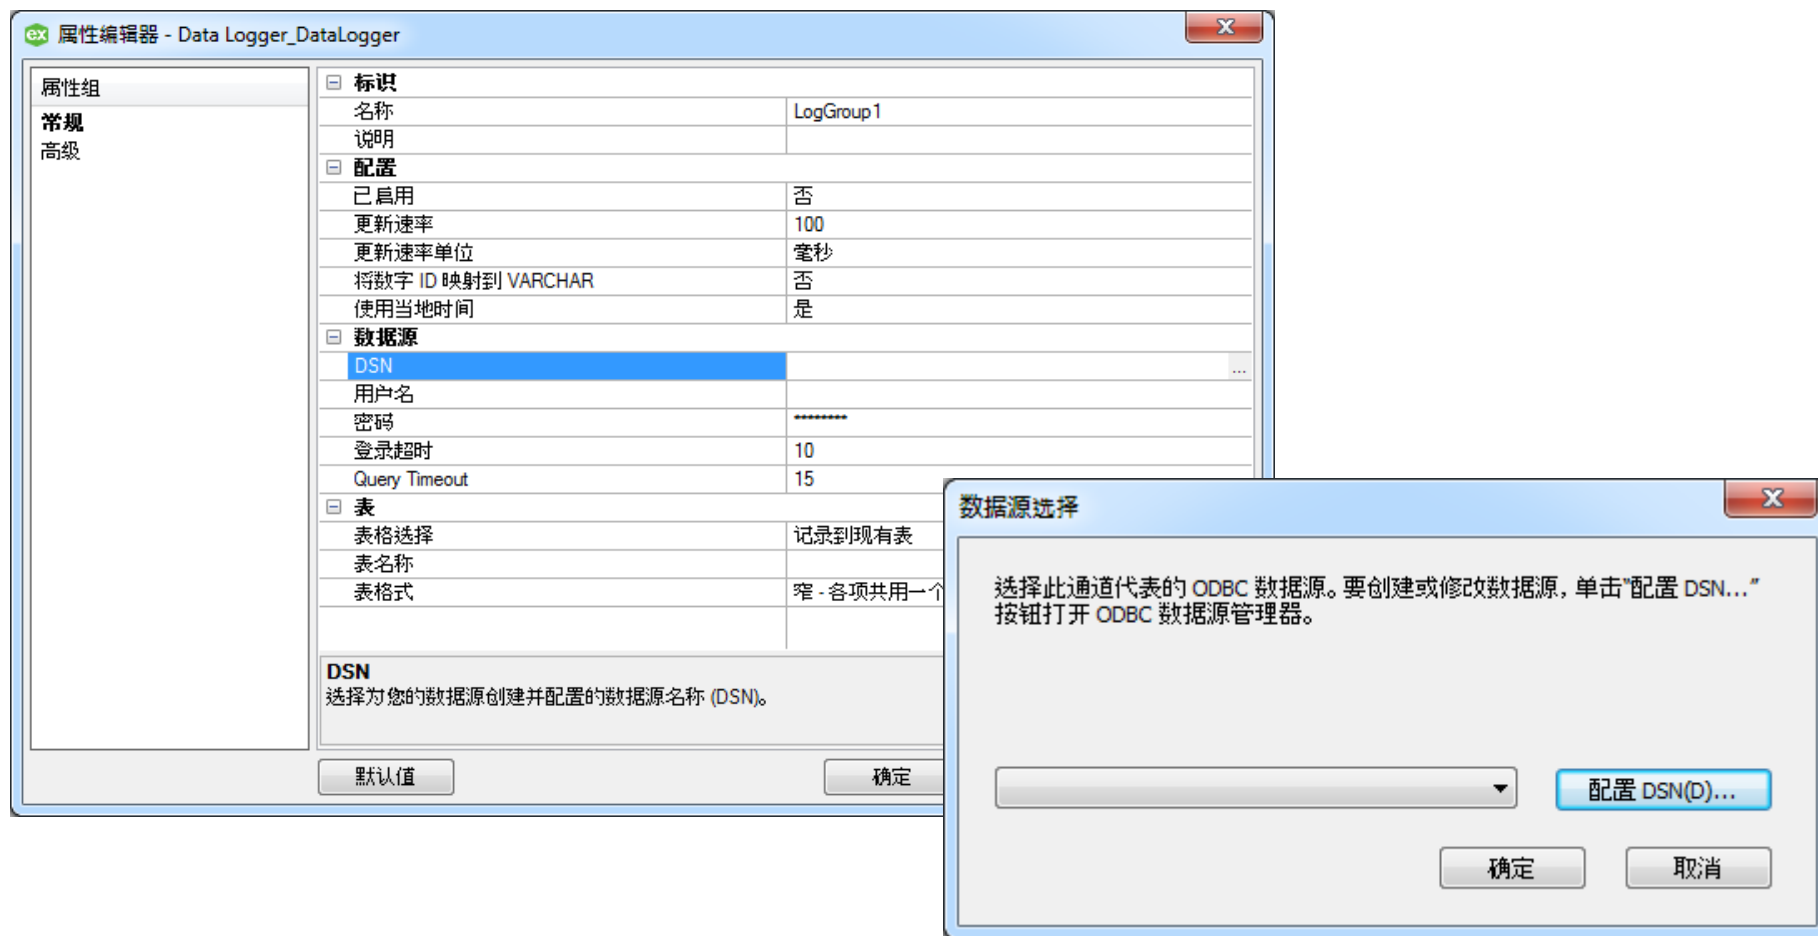 属性编辑器 - Data Logger_DataLogger
属性组
常规
高级
标识
名称 LogGroup1
说明
配置
已启用 否
更新速率 100
更新速率单位 毫秒
将数字 ID 映射到 VARCHAR 否
使用当地时间 是
数据源
DSN ...
用户名
密码 ********
登录超时 10
Query Timeout 15
表
表格选择 记录到现有表
表名称
表格式 窄 - 各项共用一个
DSN
选择为您的数据源创建并配置的数据源名称 (DSN)。
默认值 确定
数据源选择
选择此通道代表的 ODBC 数据源。要创建或修改数据源, 单击“配置 DSN...”
按钮打开 ODBC 数据源管理器。
配置 DSN(D)...
确定 取消